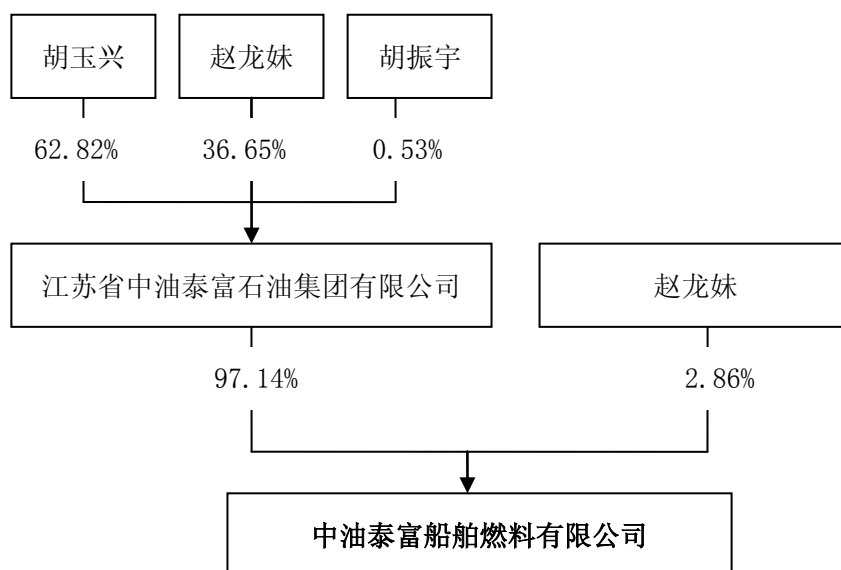 胡玉兴 赵龙妹 胡振宇
62.82% 36.65% 0.53%
江苏省中油泰富石油集团有限公司 赵龙妹
97.14% 2.86%
中油泰富船舶燃料有限公司